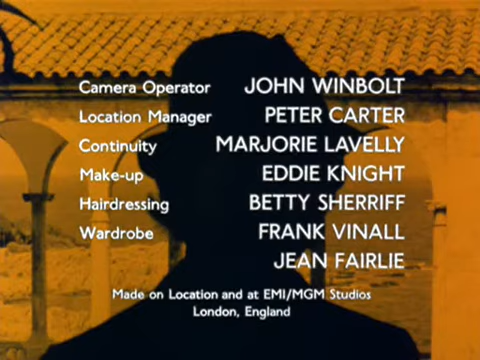 Camera Operator JOHN WINBOLT
Location Manager PETER CARTER
Continuity MARJORIE LAVELLY
Make-up EDDIE KNIGHT
Hairdressing BETTY SHERRIFF
Wardrobe FRANK VINALL
JEAN FAIRLIE
Made on Location and at EMI/MGM Studios
London, England